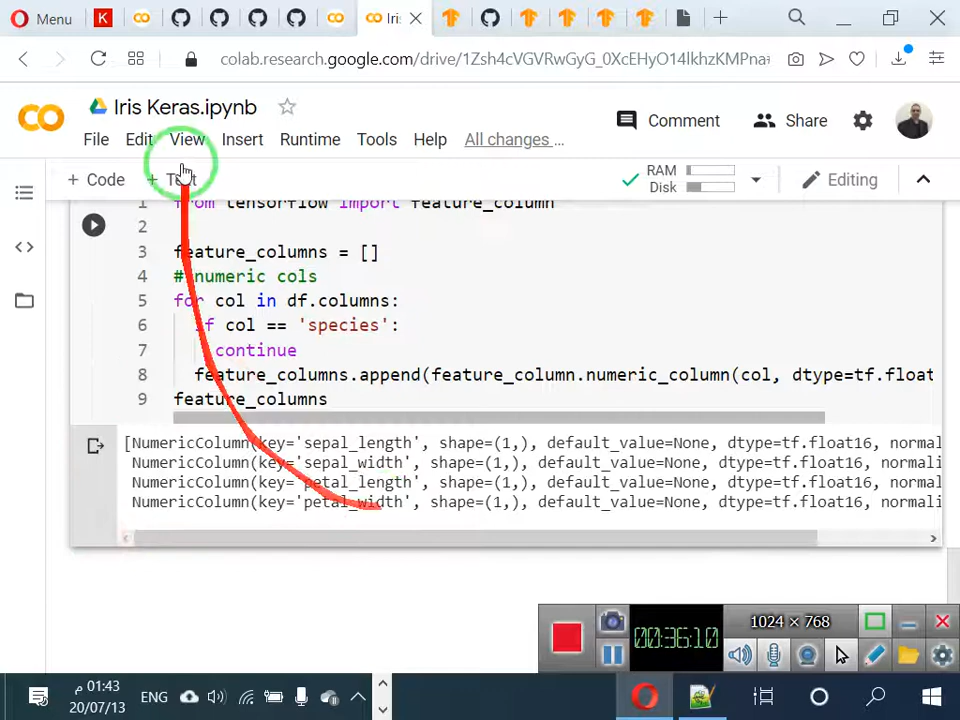 Menu
K
Iris
colab.research.google.com/drive/1Zsh4cVGVRwGyG_0XcEHyO14lkhzKMPna
Iris Keras.ipynb
Comment
Share
File Edit View Insert Runtime Tools Help All changes …
+ Code + Text
RAM
Disk
Editing
1 from tensorflow import feature_column
2
3 feature_columns = []
4 # numeric cols
5 for col in df.columns:
6 if col == 'species':
7 continue
8 feature_columns.append(feature_column.numeric_column(col, dtype=tf.float
9 feature_columns
[NumericColumn(key='sepal_length', shape=(1,), default_value=None, dtype=tf.float16, normal
NumericColumn(key='sepal_width', shape=(1,), default_value=None, dtype=tf.float16, normali
NumericColumn(key='petal_length', shape=(1,), default_value=None, dtype=tf.float16, normal
NumericColumn(key='petal_width', shape=(1,), default_value=None, dtype=tf.float16, normali
00:36:10
1024 × 768
01:43 م
20/07/13
ENG